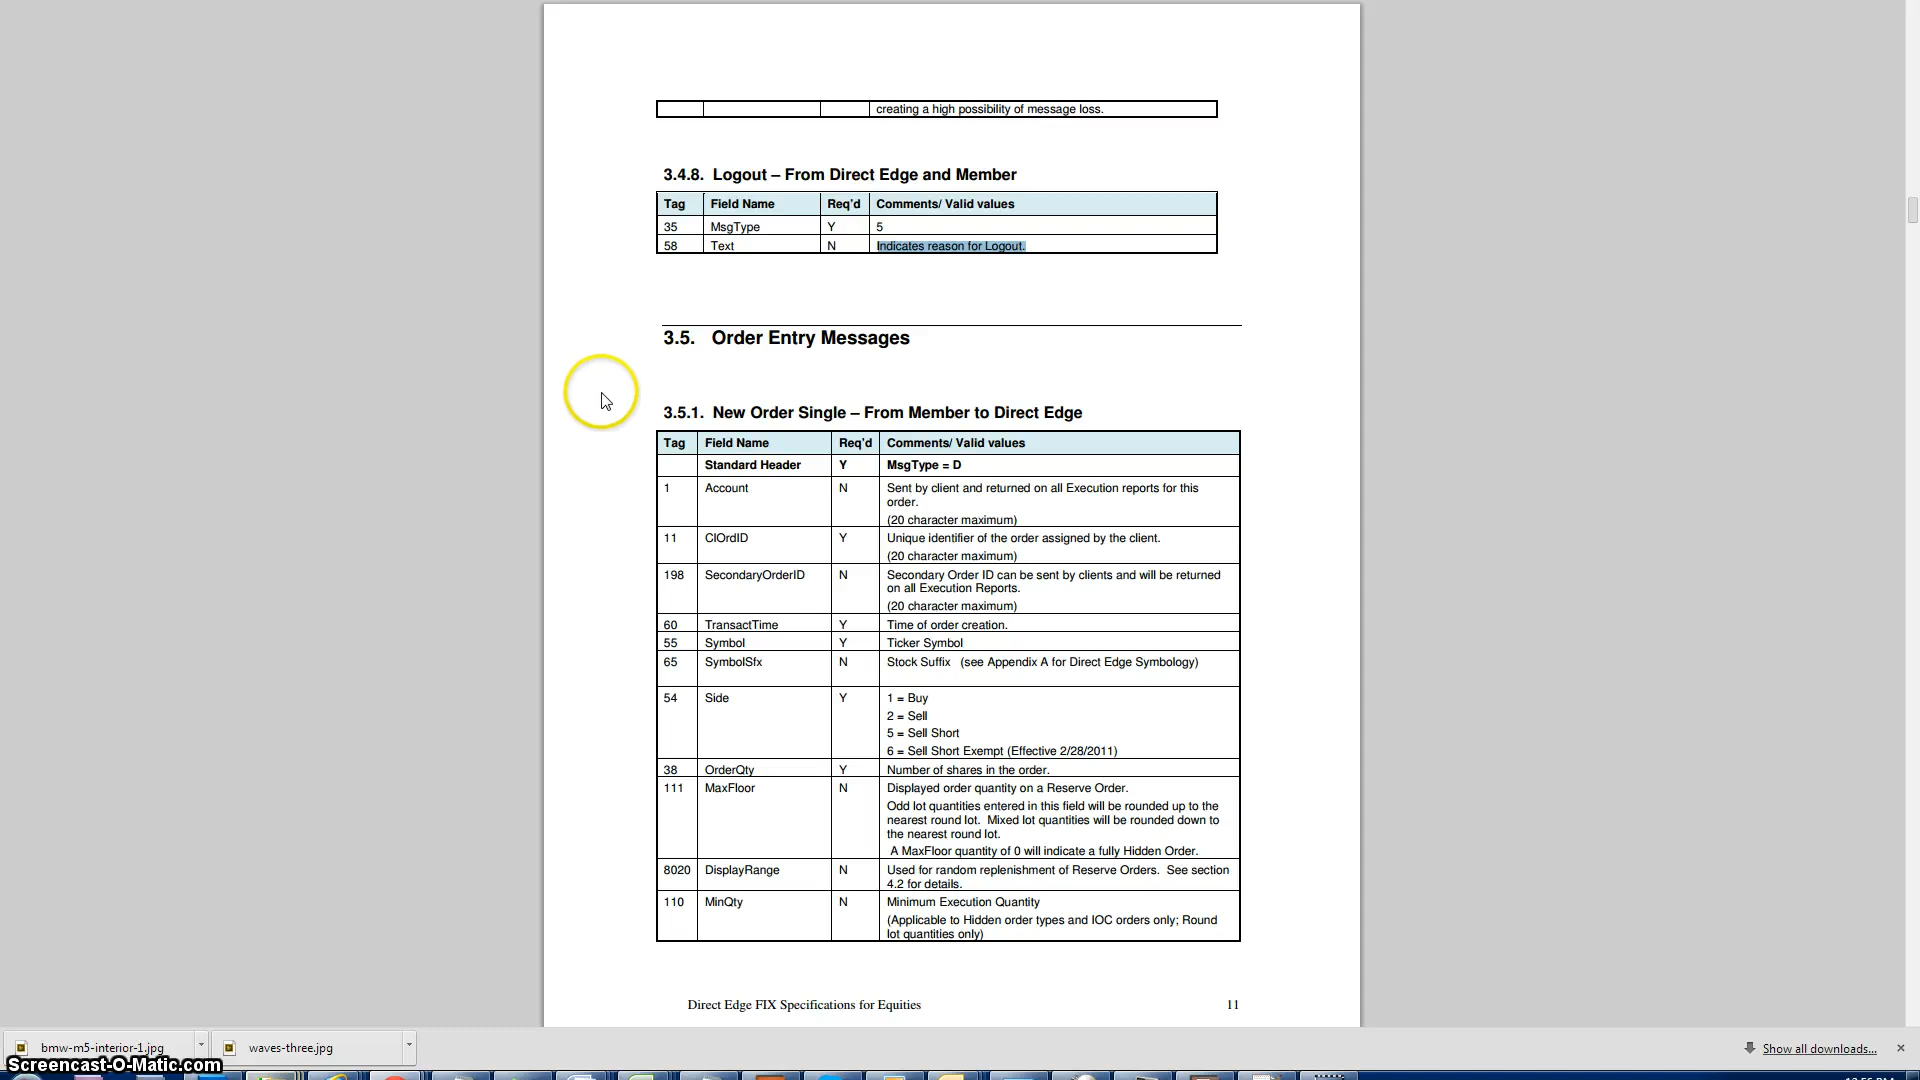 creating a high possibility of message loss.
3.4.8. Logout – From Direct Edge and Member
Tag Field Name Req'd Comments/ Valid values
35 MsgType Y 5
58 Text N Indicates reason for Logout.
3.5. Order Entry Messages
3.5.1. New Order Single – From Member to Direct Edge
Tag Field Name Req'd Comments/ Valid values
Standard Header Y MsgType = D
1 Account N Sent by client and returned on all Execution reports for this
order.
(20 character maximum)
11 ClOrdID Y Unique identifier of the order assigned by the client.
(20 character maximum)
198 SecondaryOrderID N Secondary Order ID can be sent by clients and will be returned
on all Execution Reports.
(20 character maximum)
60 TransactTime Y Time of order creation.
55 Symbol Y Ticker Symbol
65 SymbolSfx N Stock Suffix (see Appendix A for Direct Edge Symbology)
54 Side Y 1 = Buy
2 = Sell
5 = Sell Short
6 = Sell Short Exempt (Effective 2/28/2011)
38 OrderQty Y Number of shares in the order.
111 MaxFloor N Displayed order quantity on a Reserve Order.
Odd lot quantities entered in this field will be rounded up to the
nearest round lot. Mixed lot quantities will be rounded down to
the nearest round lot.
A MaxFloor quantity of 0 will indicate a fully Hidden Order.
8020 DisplayRange N Used for random replenishment of Reserve Orders. See section
4.2 for details.
110 MinQty N Minimum Execution Quantity
(Applicable to Hidden order types and IOC orders only; Round
lot quantities only)
Direct Edge FIX Specifications for Equities 11
bmw-m5-interior-1.jpg waves-three.jpg Show all downloads...
Screencast-O-Matic.com